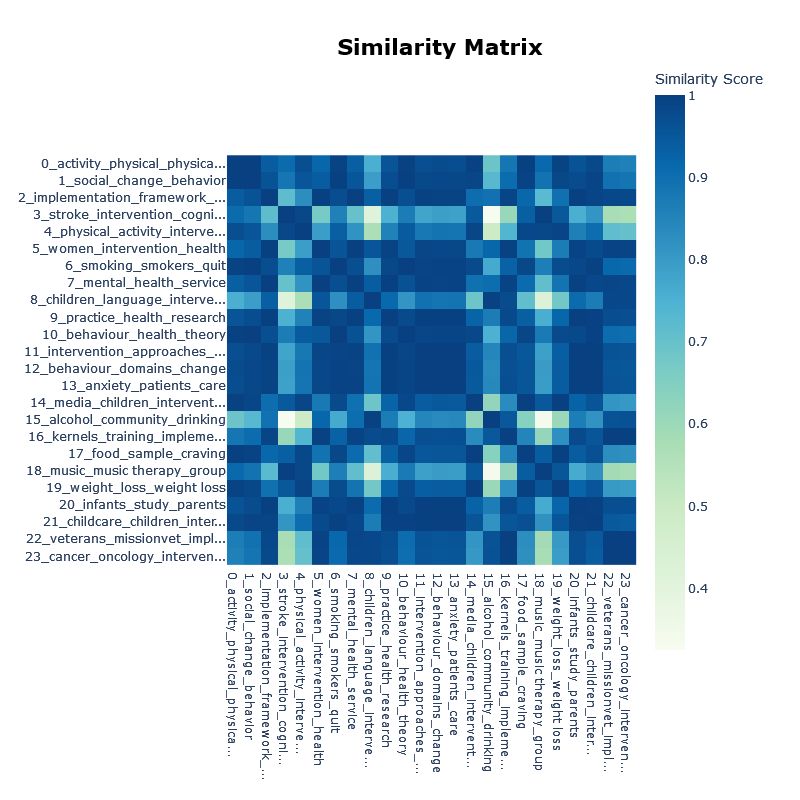 Similarity Matrix
Similarity Score
1
0.9
0.8
0.7
0.6
0.5
0.4
0_activity_physical_physica...
1_social_change_behavior
2_implementation_framework_...
3_stroke_intervention_cogni...
4_physical_activity_interve...
5_women_intervention_health
6_smoking_smokers_quit
7_mental_health_service
8_children_language_interve...
9_practice_health_research
10_behaviour_health_theory
11_intervention_approaches_...
12_behaviour_domains_change
13_anxiety_patients_care
14_media_children_intervent...
15_alcohol_community_drinking
16_kernels_training_impleme...
17_food_sample_craving
18_music_music therapy_group
19_weight_loss_weight loss
20_infants_study_parents
21_childcare_children_inter...
22_veterans_missionvet_impl...
23_cancer_oncology_interven...
0_activity_physical_physica...
1_social_change_behavior
2_implementation_framework_...
3_stroke_intervention_cogni...
4_physical_activity_interve...
5_women_intervention_health
6_smoking_smokers_quit
7_mental_health_service
8_children_language_interve...
9_practice_health_research
10_behaviour_health_theory
11_intervention_approaches_...
12_behaviour_domains_change
13_anxiety_patients_care
14_media_children_intervent...
15_alcohol_community_drinking
16_kernels_training_impleme...
17_food_sample_craving
18_music_music therapy_group
19_weight_loss_weight loss
20_infants_study_parents
21_childcare_children_inter...
22_veterans_missionvet_impl...
23_cancer_oncology_interven...